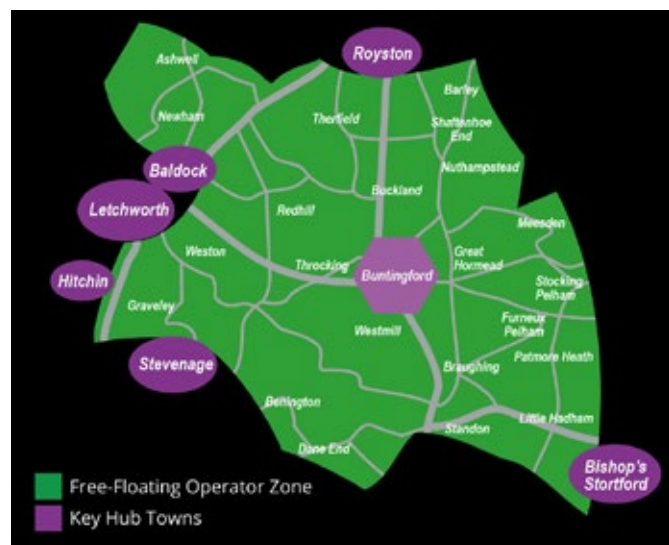 Royston
Ashwell
Barley
Newnham
Therfield
Shaftenhoe
End
Nuthampstead
Baldock
Buckland
Letchworth
Redhill
Meesden
Weston
Great
Hormead
Throcking
Buntingford
Hitchin
Stocking
Pelham
Graveley
Furneux
Pelham
Westmill
Patmore Heath
Stevenage
Braughing
Benington
Little Hadham
Standon
Dane End
Bishop's
Stortford
Free-Floating Operator Zone
Key Hub Towns